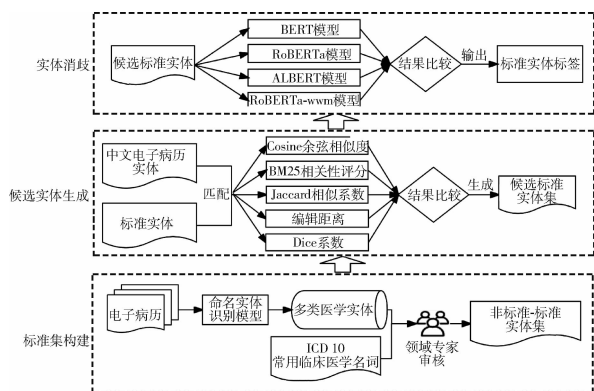 实体消歧
候选标准实体
BERT模型
RoBERTa模型
ALBERT模型
RoBERTa-wwm模型
结果比较
输出
标准实体标签
候选实体生成
中文电子病历
实体
标准实体
匹配
Cosine余弦相似度
BM25相关性评分
Jaccard相似系数
编辑距离
Dice系数
结果比较
生成
候选标准
实体集
标准集构建
电子病历
命名实体
识别模型
多类医学实体
ICD 10
常用临床医学名词
领域专家
审核
非标准-标准
实体集